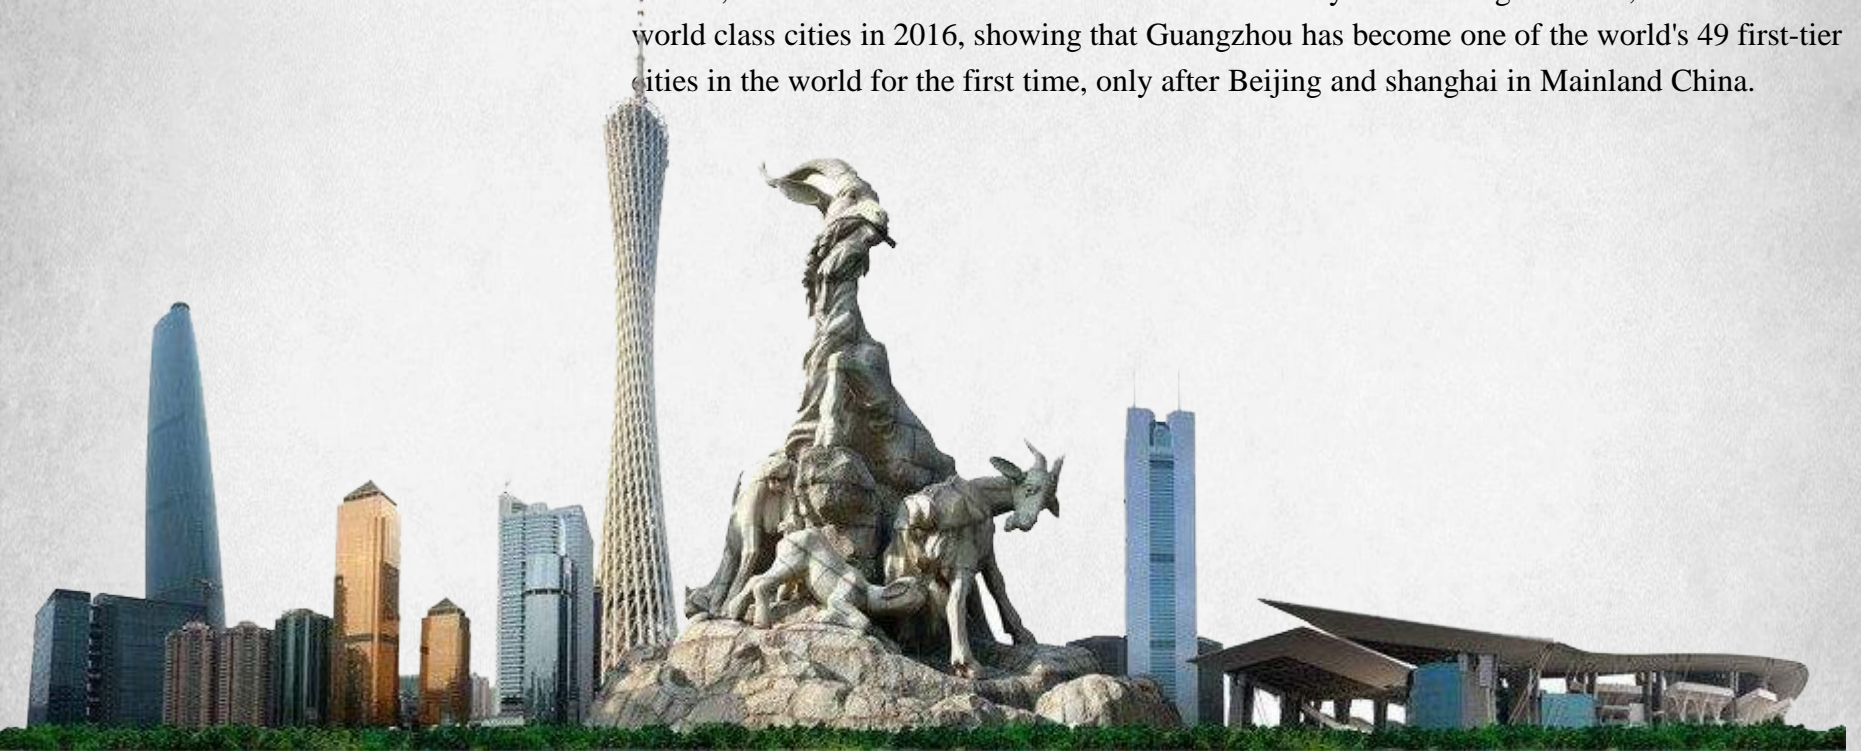 world class cities in 2016, showing that Guangzhou has become one of the world's 49 first-tier
cities in the world for the first time, only after Beijing and shanghai in Mainland China.